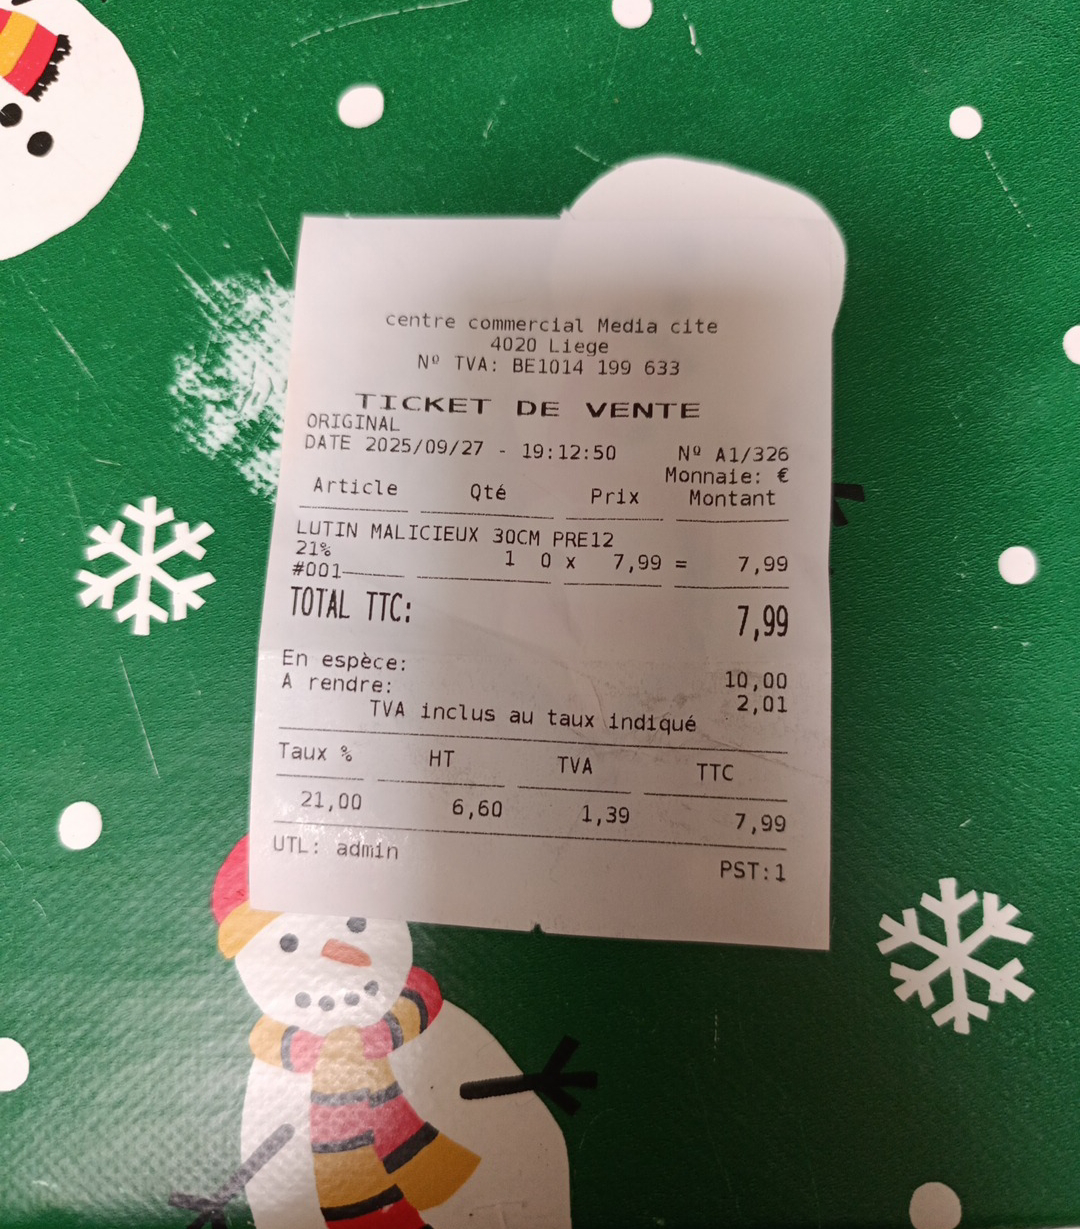 centre commercial Media cite
4020 Liege
Nº TVA: BE1014 199 633
TICKET DE VENTE
ORIGINAL
DATE 2025/09/27 - 19:12:50 Nº A1/326
Monnaie: €
Article Qté Prix Montant
LUTIN MALICIEUX 30CM PRE12
21% 1 0 x 7,99 = 7,99
#001
TOTAL TTC: 7,99
En espèce: 10,00
A rendre: 2,01
TVA inclus au taux indiqué
Taux % HT TVA TTC
21,00 6,60 1,39 7,99
UTL: admin PST:1